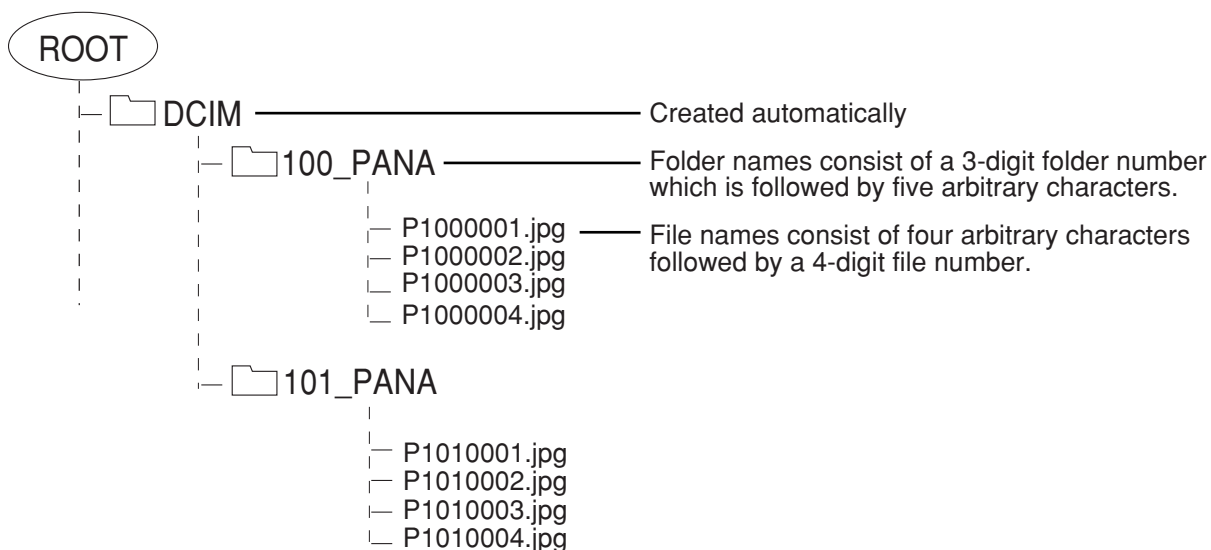 ROOT
DCIM
Created automatically
100_PANA
Folder names consist of a 3-digit folder number
which is followed by five arbitrary characters.
P1000001.jpg
File names consist of four arbitrary characters
followed by a 4-digit file number.
P1000002.jpg
P1000003.jpg
P1000004.jpg
101_PANA
P1010001.jpg
P1010002.jpg
P1010003.jpg
P1010004.jpg